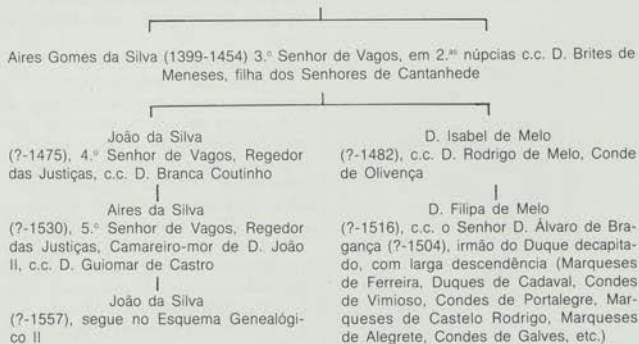 Aires Gomes da Silva (1399-1454) 3.º Senhor de Vagos, em 2.ªˢ núpcias c.c. D. Brites de
Meneses, filha dos Senhores de Cantanhede
João da Silva
(?-1475), 4.º Senhor de Vagos, Regedor
das Justiças, c.c. D. Branca Coutinho
Aires da Silva
(?-1530), 5.º Senhor de Vagos, Regedor
das Justiças, Camareiro-mor de D. João
II, c.c. D. Guiomar de Castro
João da Silva
(?-1557), segue no Esquema Genealógi-
co II
D. Isabel de Melo
(?-1482), c.c. D. Rodrigo de Melo, Conde
de Olivença
D. Filipa de Melo
(?-1516), c.c. o Senhor D. Álvaro de Bra-
gança (?-1504), irmão do Duque decapita-
do, com larga descendência (Marqueses
de Ferreira, Duques de Cadaval, Condes
de Vimioso, Condes de Portalegre, Mar-
queses de Castelo Rodrigo, Marqueses
de Alegrete, Condes de Galves, etc.)